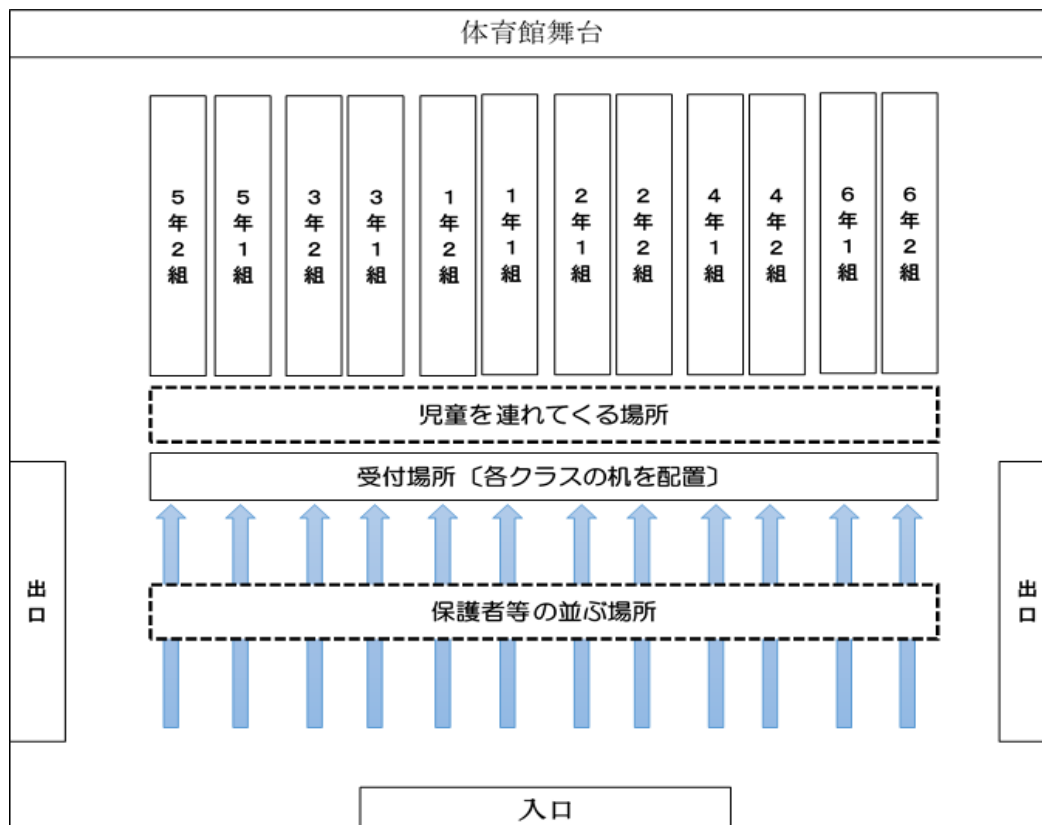 体育館舞台
5年2組
5年1組
3年2組
3年1組
1年2組
1年1組
2年1組
2年2組
4年1組
4年2組
6年1組
6年2組
児童を連れてくる場所
受付場所〔各クラスの机を配置〕
出口
保護者等の並ぶ場所
出口
入口